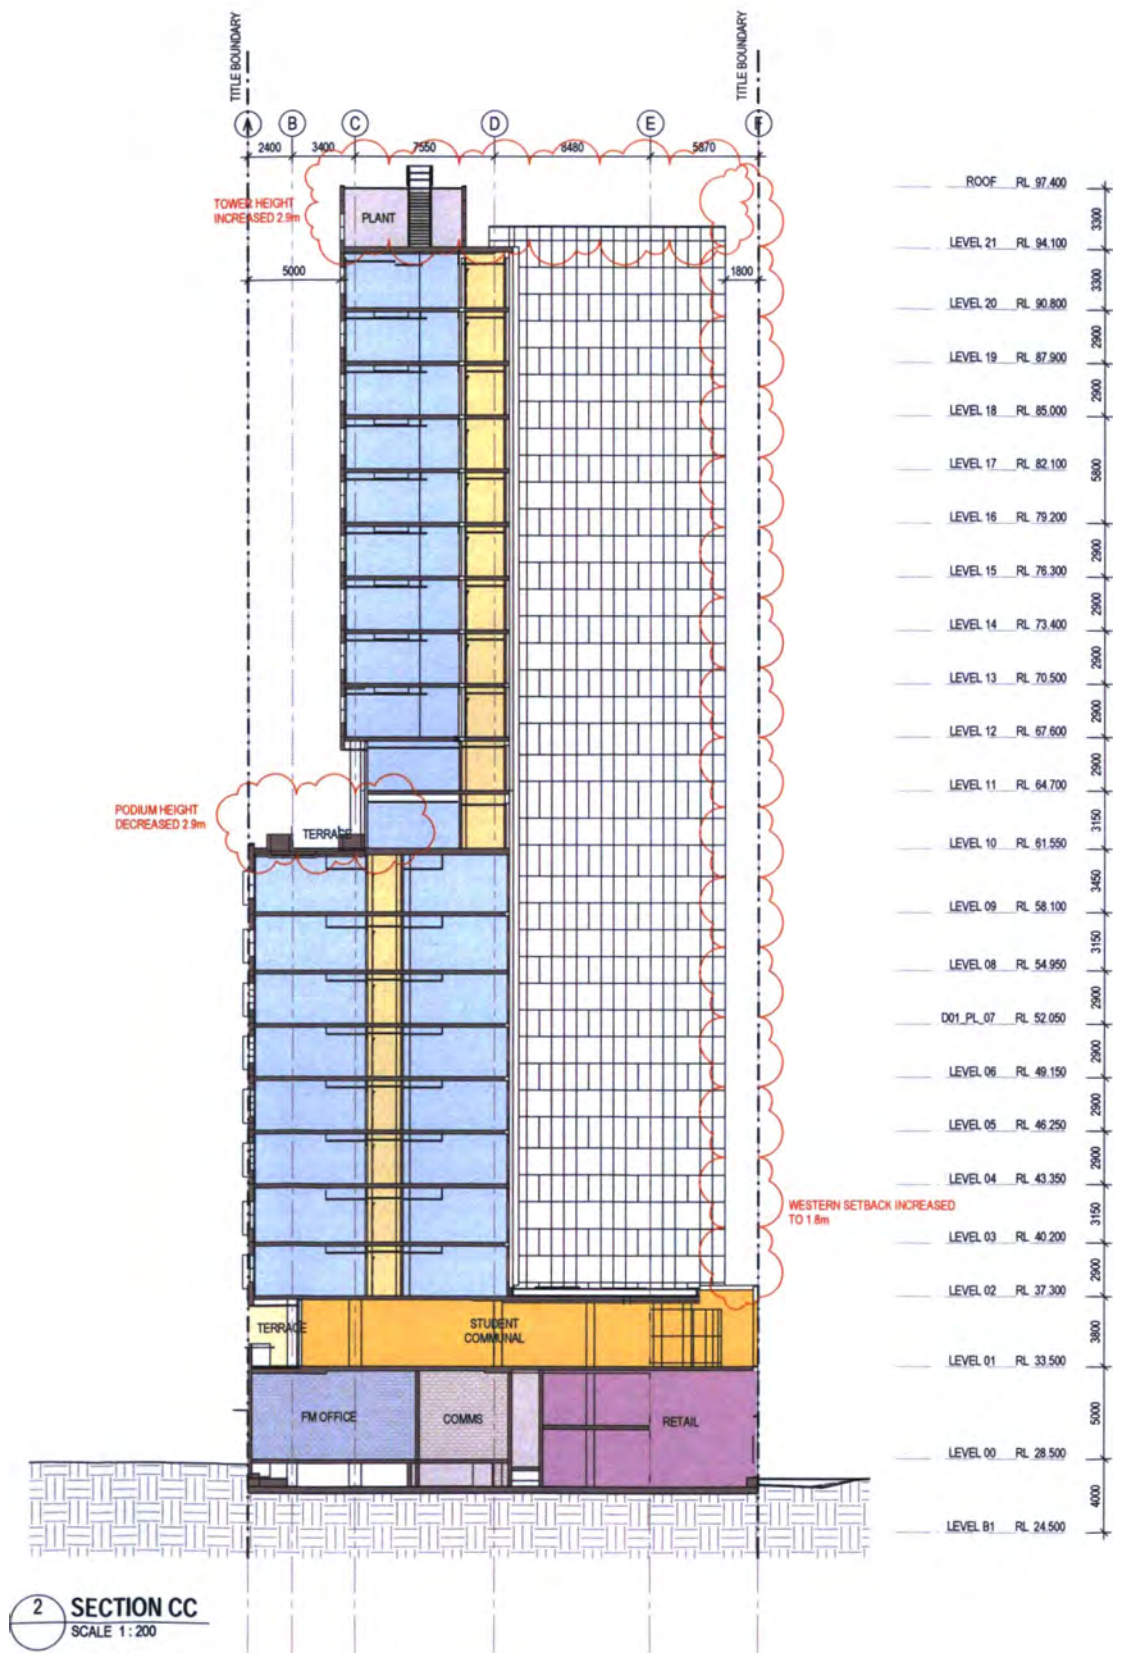 TITLE BOUNDARY
TITLE BOUNDARY
A B C D E F
2400 3400 7550 8480 5870
TOWER HEIGHT
INCREASED 2.9m
PLANT
5000
1800
ROOF RL 97.400
3300
LEVEL 21 RL 94.100
3300
LEVEL 20 RL 90.800
2900
LEVEL 19 RL 87.900
2900
LEVEL 18 RL 85.000
LEVEL 17 RL 82.100
5800
LEVEL 16 RL 79.200
2900
LEVEL 15 RL 76.300
2900
LEVEL 14 RL 73.400
2900
LEVEL 13 RL 70.500
2900
LEVEL 12 RL 67.600
2900
LEVEL 11 RL 64.700
3150
PODIUM HEIGHT
DECREASED 2.9m
TERRACE
LEVEL 10 RL 61.550
3450
LEVEL 09 RL 58.100
3150
LEVEL 08 RL 54.950
2900
D01_PL_07 RL 52.050
2900
LEVEL 06 RL 49.150
2900
LEVEL 05 RL 46.250
2900
LEVEL 04 RL 43.350
3150
WESTERN SETBACK INCREASED
TO 1.8m
LEVEL 03 RL 40.200
2900
LEVEL 02 RL 37.300
3800
TERRACE
STUDENT
COMMUNAL
LEVEL 01 RL 33.500
5000
FM OFFICE
COMMS
RETAIL
LEVEL 00 RL 28.500
4000
LEVEL B1 RL 24.500
2 SECTION CC
SCALE 1 : 200